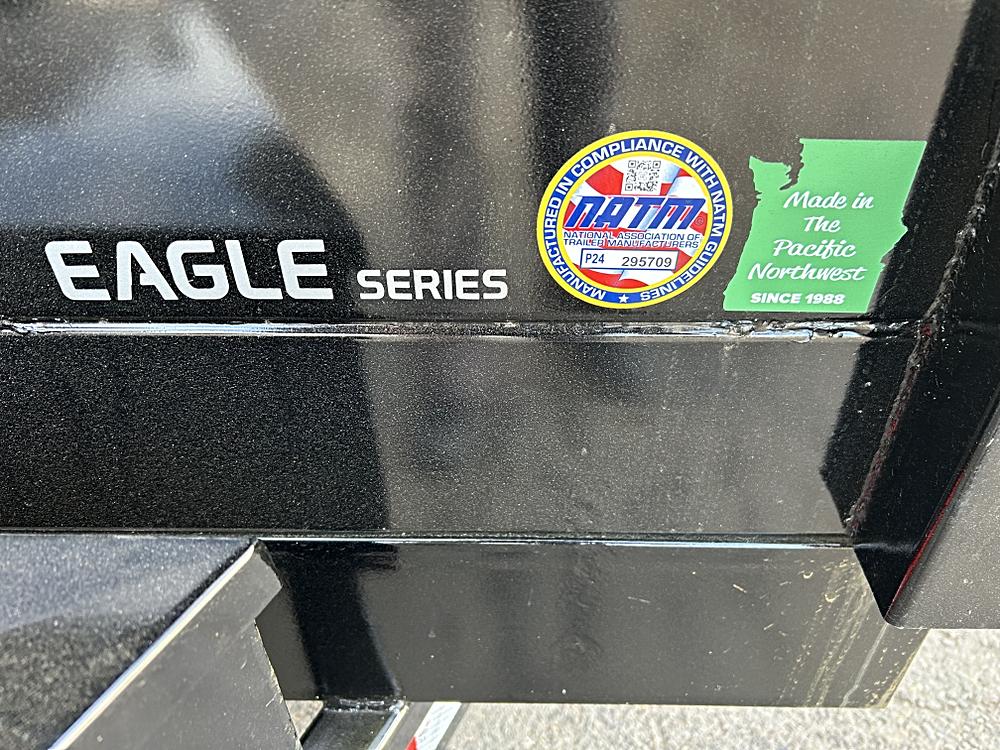 EAGLE SERIES
MANUFACTURED IN COMPLIANCE WITH NATM GUIDELINES
NATM
NATIONAL ASSOCIATION OF
TRAILER MANUFACTURERS
P24 295709
Made in
The
Pacific
Northwest
SINCE 1988